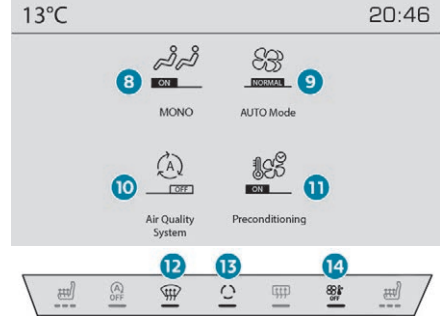 13°C 20:46
8 ON NORMAL 9
MONO AUTO Mode
A
10 OFF ON 11
Air Quality Preconditioning
System
12 13 14
A
OFF OFF